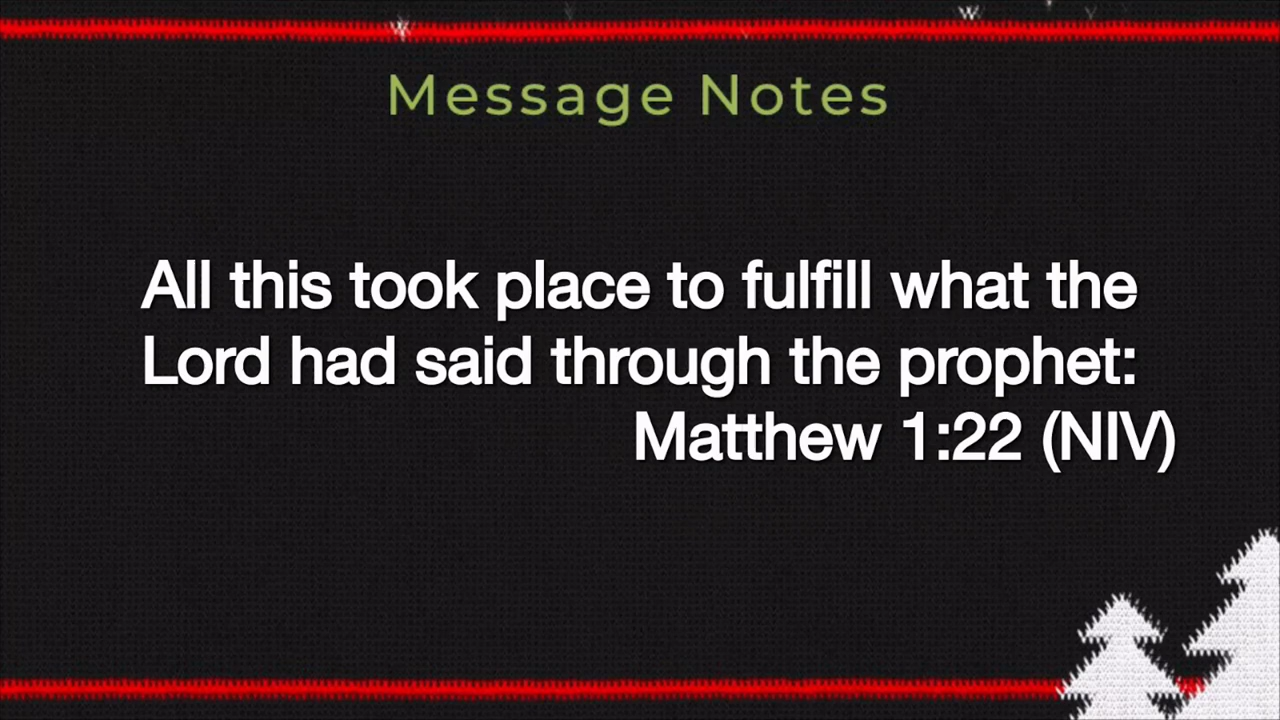 Message Notes
All this took place to fulfill what the
Lord had said through the prophet:
Matthew 1:22 (NIV)